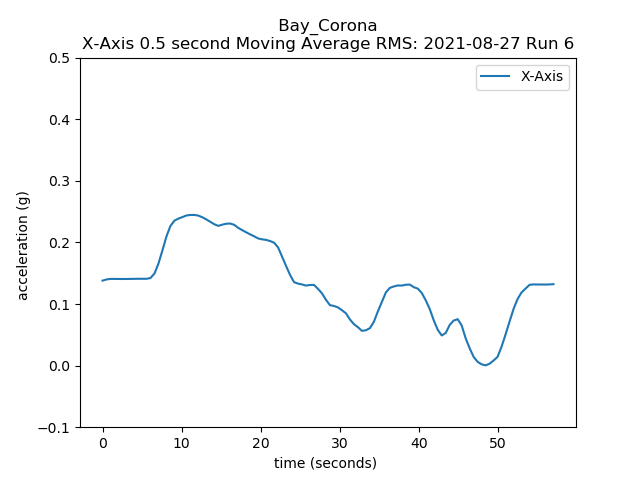 Bay_Corona
X-Axis 0.5 second Moving Average RMS: 2021-08-27 Run 6
X-Axis
0.5
0.4
0.3
0.2
0.1
0.0
−0.1
acceleration (g)
0 10 20 30 40 50
time (seconds)